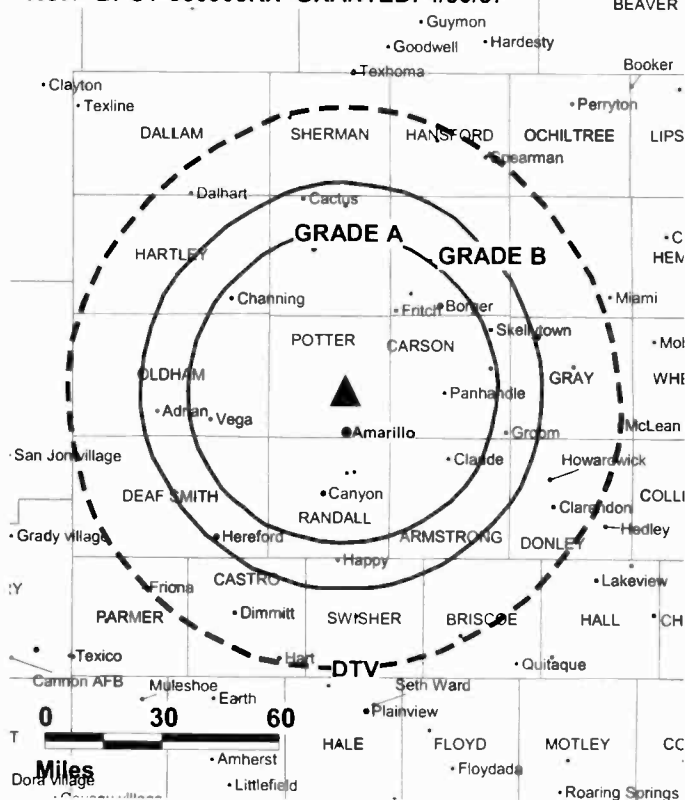 BEAVER
Guymon
Goodwell
Hardesty
Texhoma
Booker
Clayton
Texline
Perryton
DALLAM
SHERMAN
HANSFORD
OCHILTREE
LIPS
Spearman
Dalhart
Cactus
GRADE A
GRADE B
HARTLEY
HEM
Channing
Fritch
Borger
Miami
Skellytown
POTTER
CARSON
OLDHAM
GRAY
WHE
Panhandle
Adrian
Vega
Amarillo
Groom
McLean
San Jon village
Claude
Howardwick
DEAF SMITH
Canyon
COLLI
RANDALL
Clarendon
Grady village
Hereford
ARMSTRONG
Hedley
DONLEY
Happy
RY
Friona
CASTRO
Lakeview
PARMER
Dimmitt
SWISHER
BRISCOE
HALL
CH
Texico
Hart
DTV
Quitaque
Cannon AFB
Muleshoe
Earth
Seth Ward
Plainview
0 30 60
T
HALE
FLOYD
MOTLEY
CO
Miles
Amherst
Floydada
Dora village
Littlefield
Roaring Springs